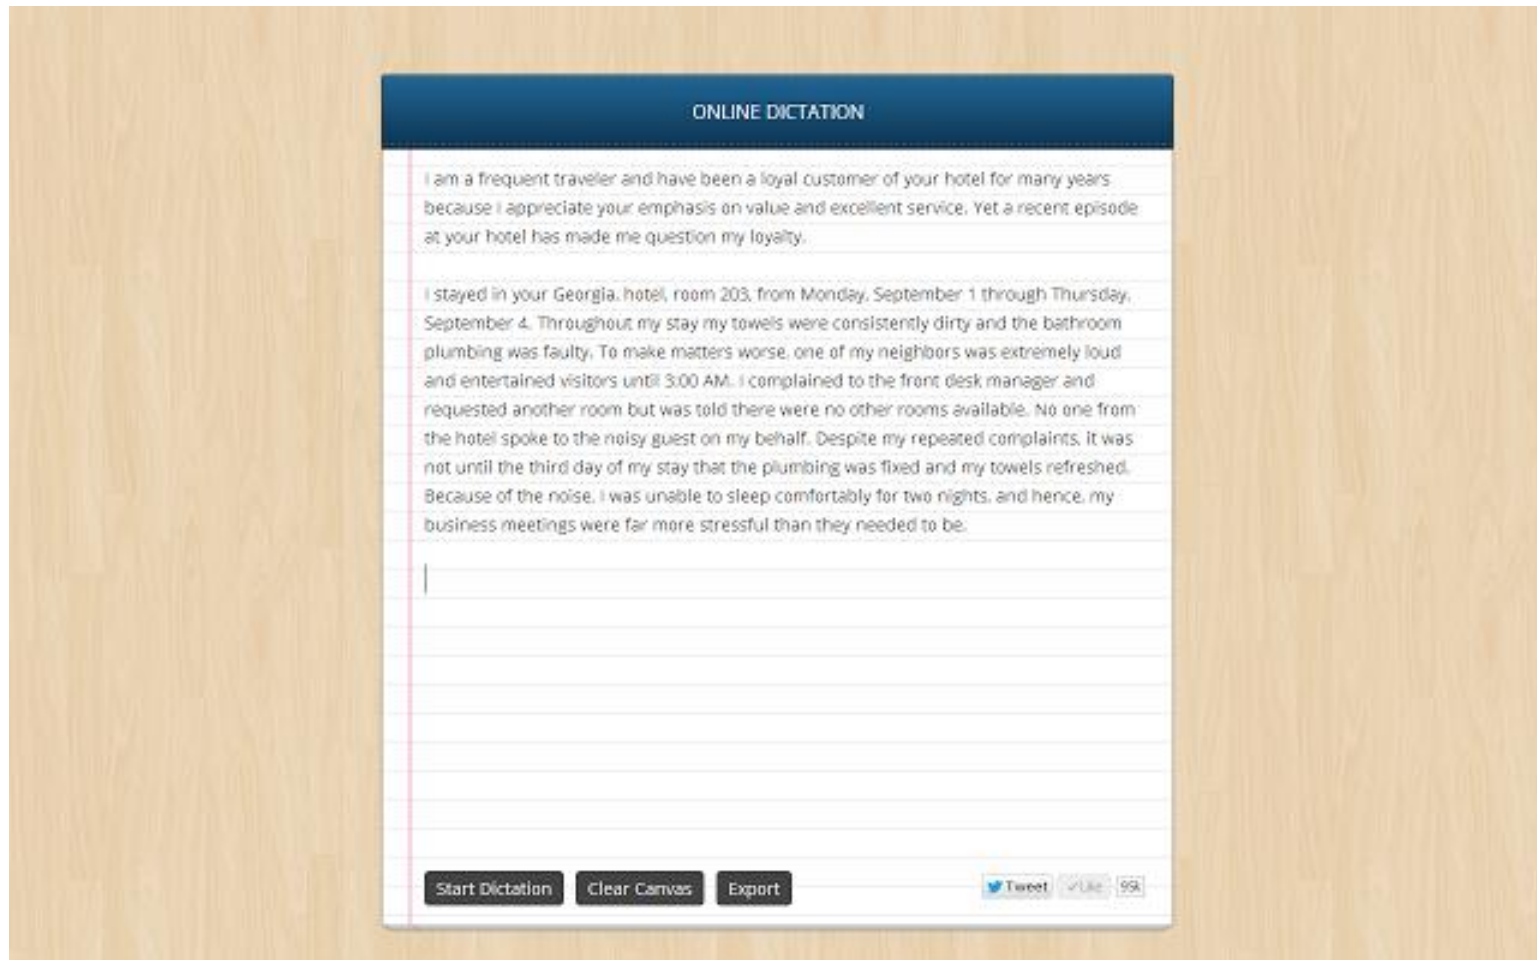 ONLINE DICTATION
I am a frequent traveler and have been a loyal customer of your hotel for many years
because I appreciate your emphasis on value and excellent service. Yet a recent episode
at your hotel has made me question my loyalty.
I stayed in your Georgia, hotel, room 203, from Monday, September 1 through Thursday,
September 4. Throughout my stay my towels were consistently dirty and the bathroom
plumbing was faulty. To make matters worse, one of my neighbors was extremely loud
and entertained visitors until 3:00 AM. I complained to the front desk manager and
requested another room but was told there were no other rooms available. No one from
the hotel spoke to the noisy guest on my behalf. Despite my repeated complaints, it was
not until the third day of my stay that the plumbing was fixed and my towels refreshed.
Because of the noise, I was unable to sleep comfortably for two nights, and hence, my
business meetings were far more stressful than they needed to be.
Start Dictation Clear Canvas Export Tweet Like 95k